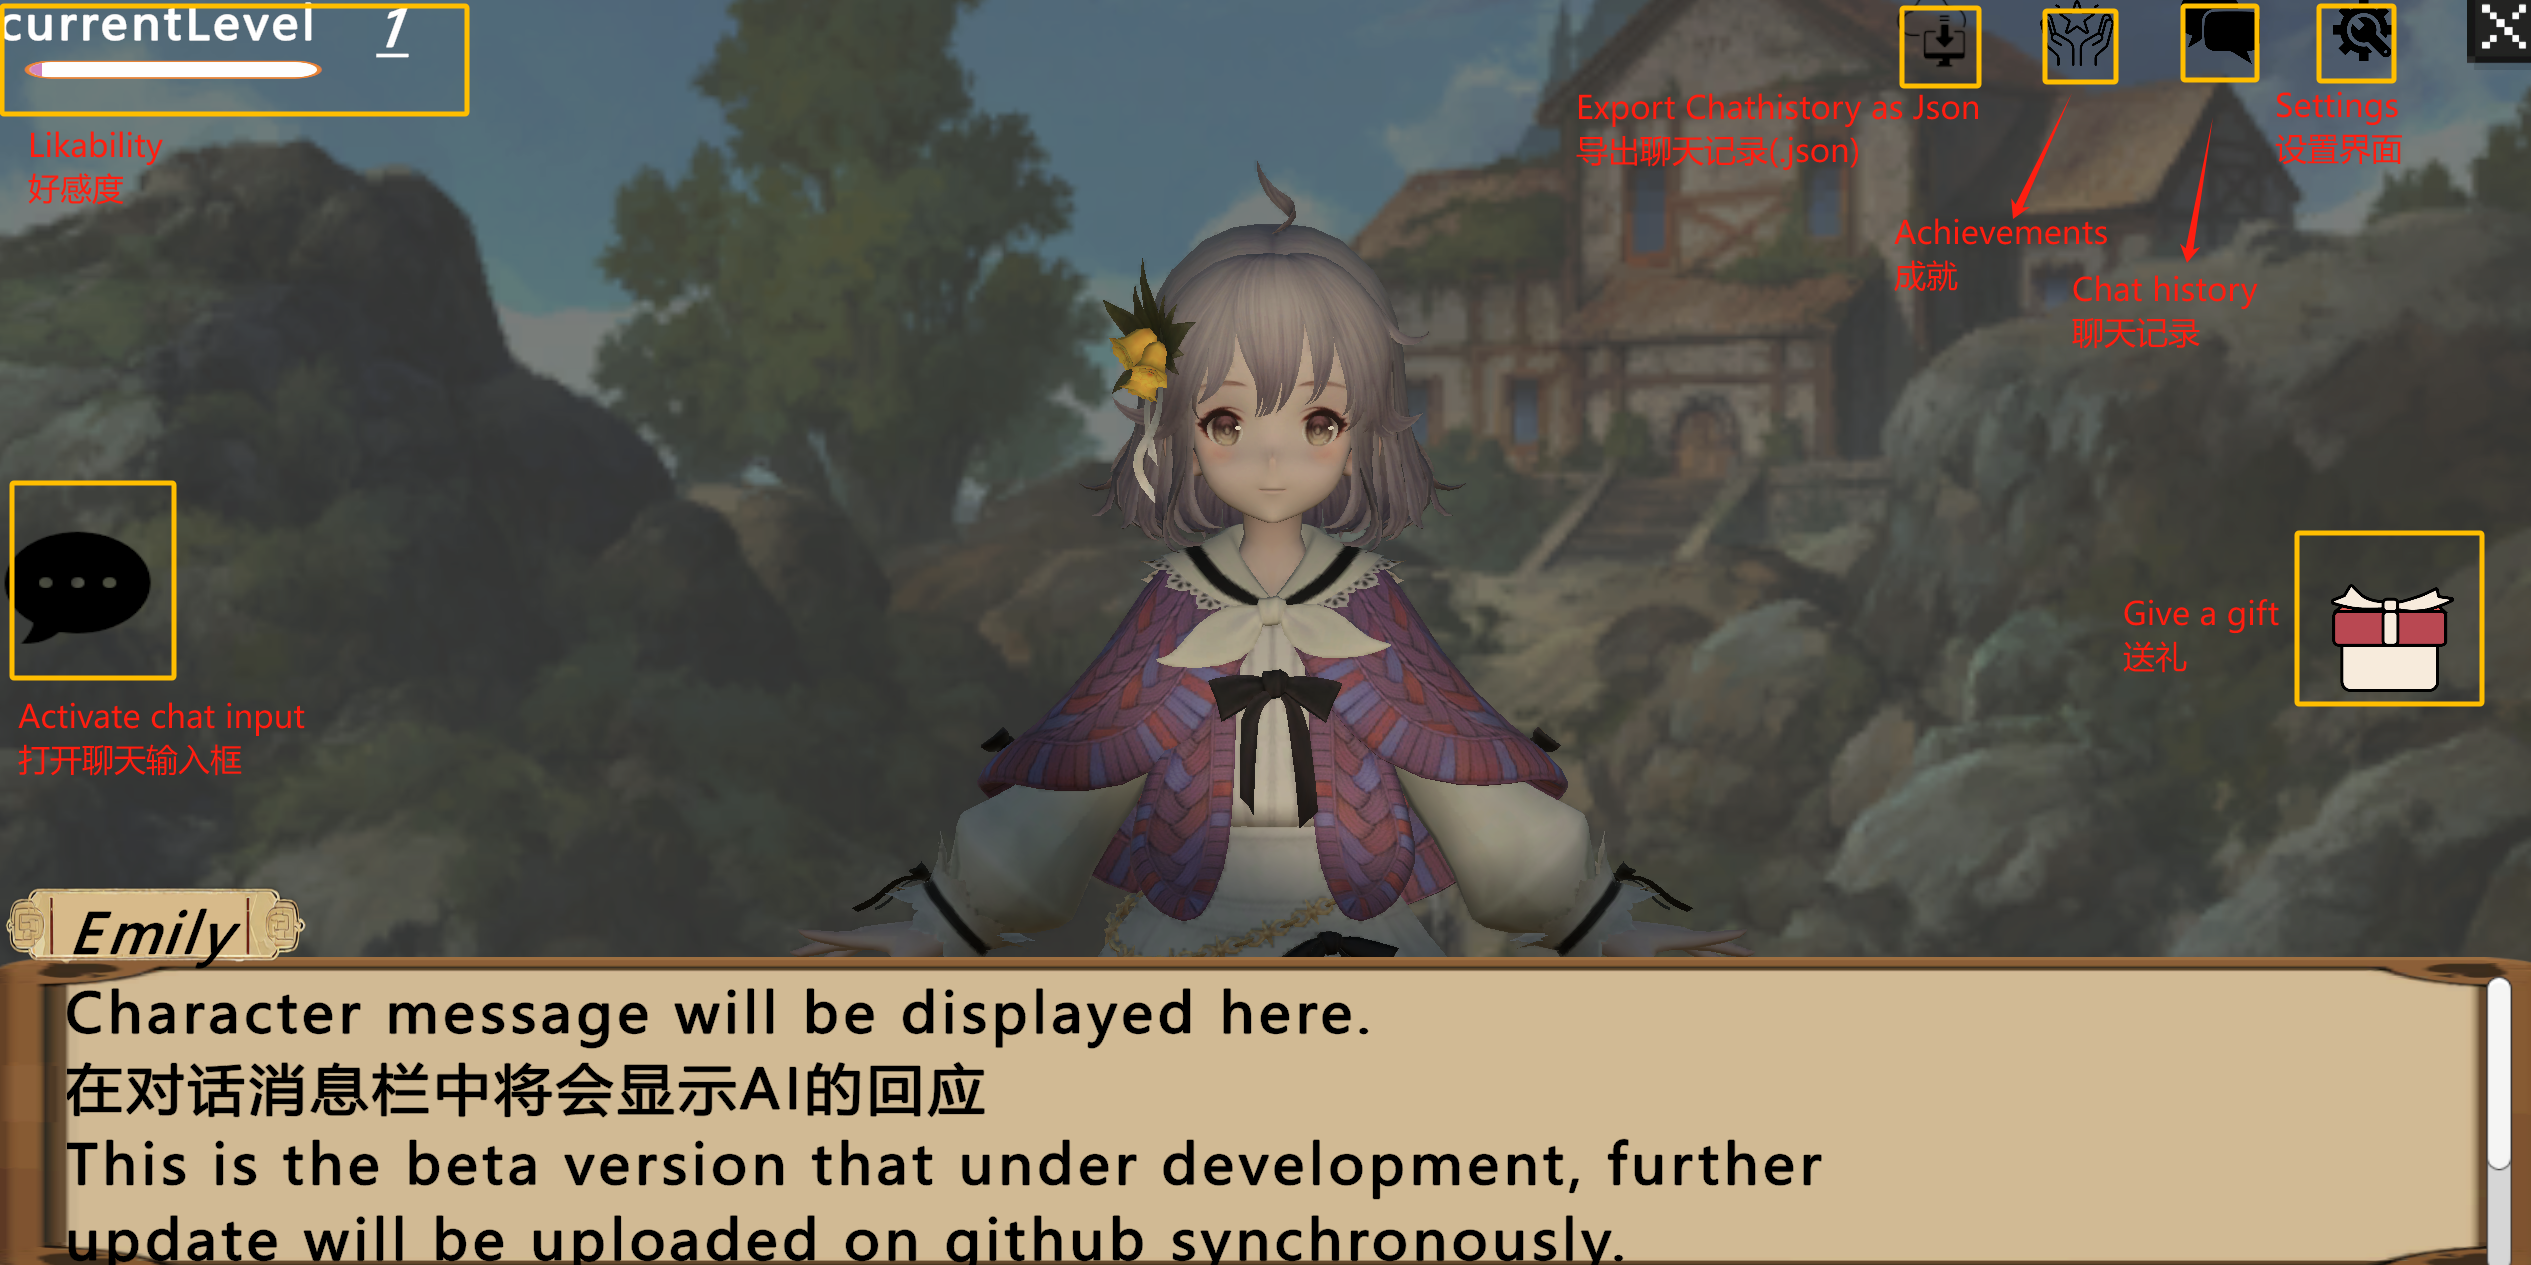 currentLevel 1
Likability
好感度
Export Chathistory as Json
导出聊天记录(.json)
Settings
设置界面
Achievements
成就
Chat history
聊天记录
Give a gift
送礼
Activate chat input
打开聊天输入框
Emily
Character message will be displayed here.
在对话消息栏中将会显示AI的回应
This is the beta version that under development, further
update will be uploaded on github synchronously.